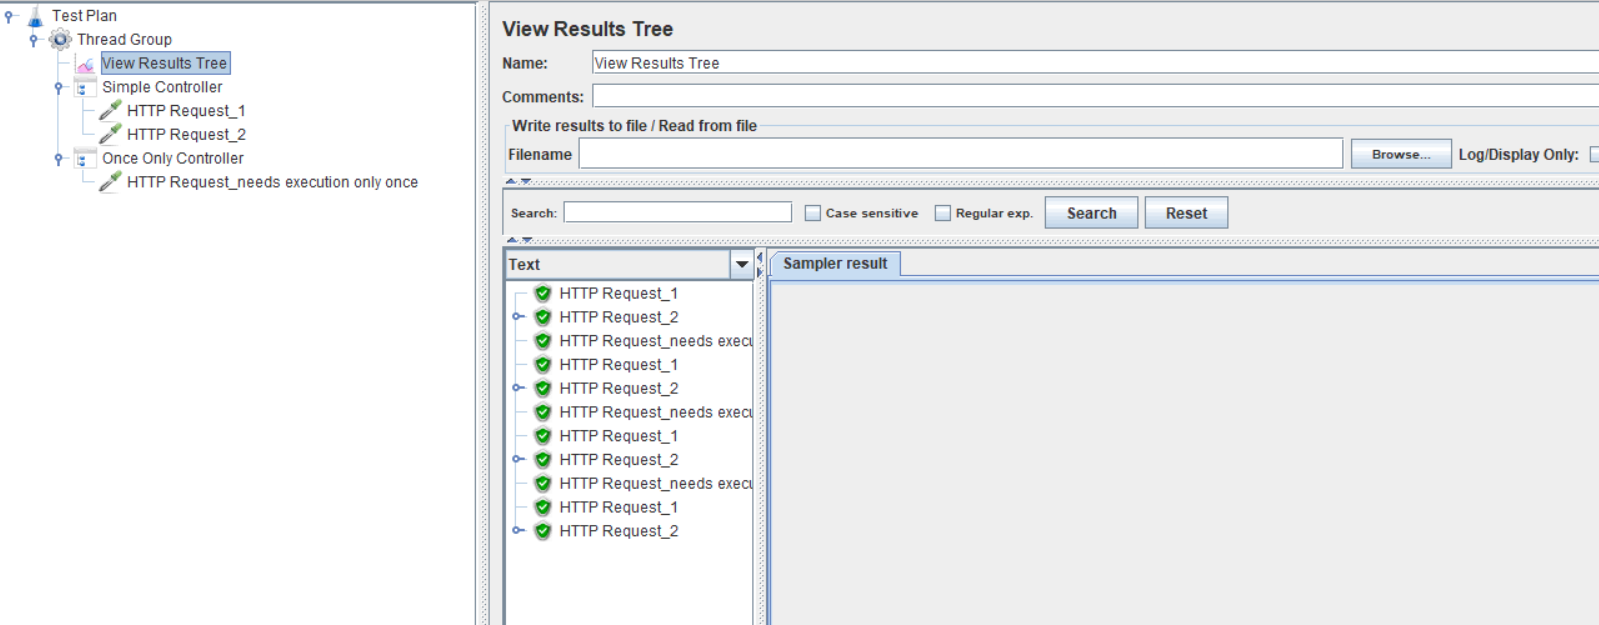 Test Plan
Thread Group
View Results Tree
Simple Controller
HTTP Request_1
HTTP Request_2
Once Only Controller
HTTP Request_needs execution only once
View Results Tree
Name: View Results Tree
Comments:
Write results to file / Read from file
Filename Browse... Log/Display Only:
Search: Case sensitive Regular exp. Search Reset
Text
Sampler result
HTTP Request_1
HTTP Request_2
HTTP Request_needs execu
HTTP Request_1
HTTP Request_2
HTTP Request_needs execu
HTTP Request_1
HTTP Request_2
HTTP Request_needs execu
HTTP Request_1
HTTP Request_2